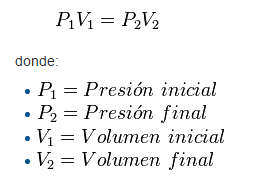 P₁V₁ = P₂V₂
donde:
• P₁ = Presión inicial
• P₂ = Presión final
• V₁ = Volumen inicial
• V₂ = Volumen final